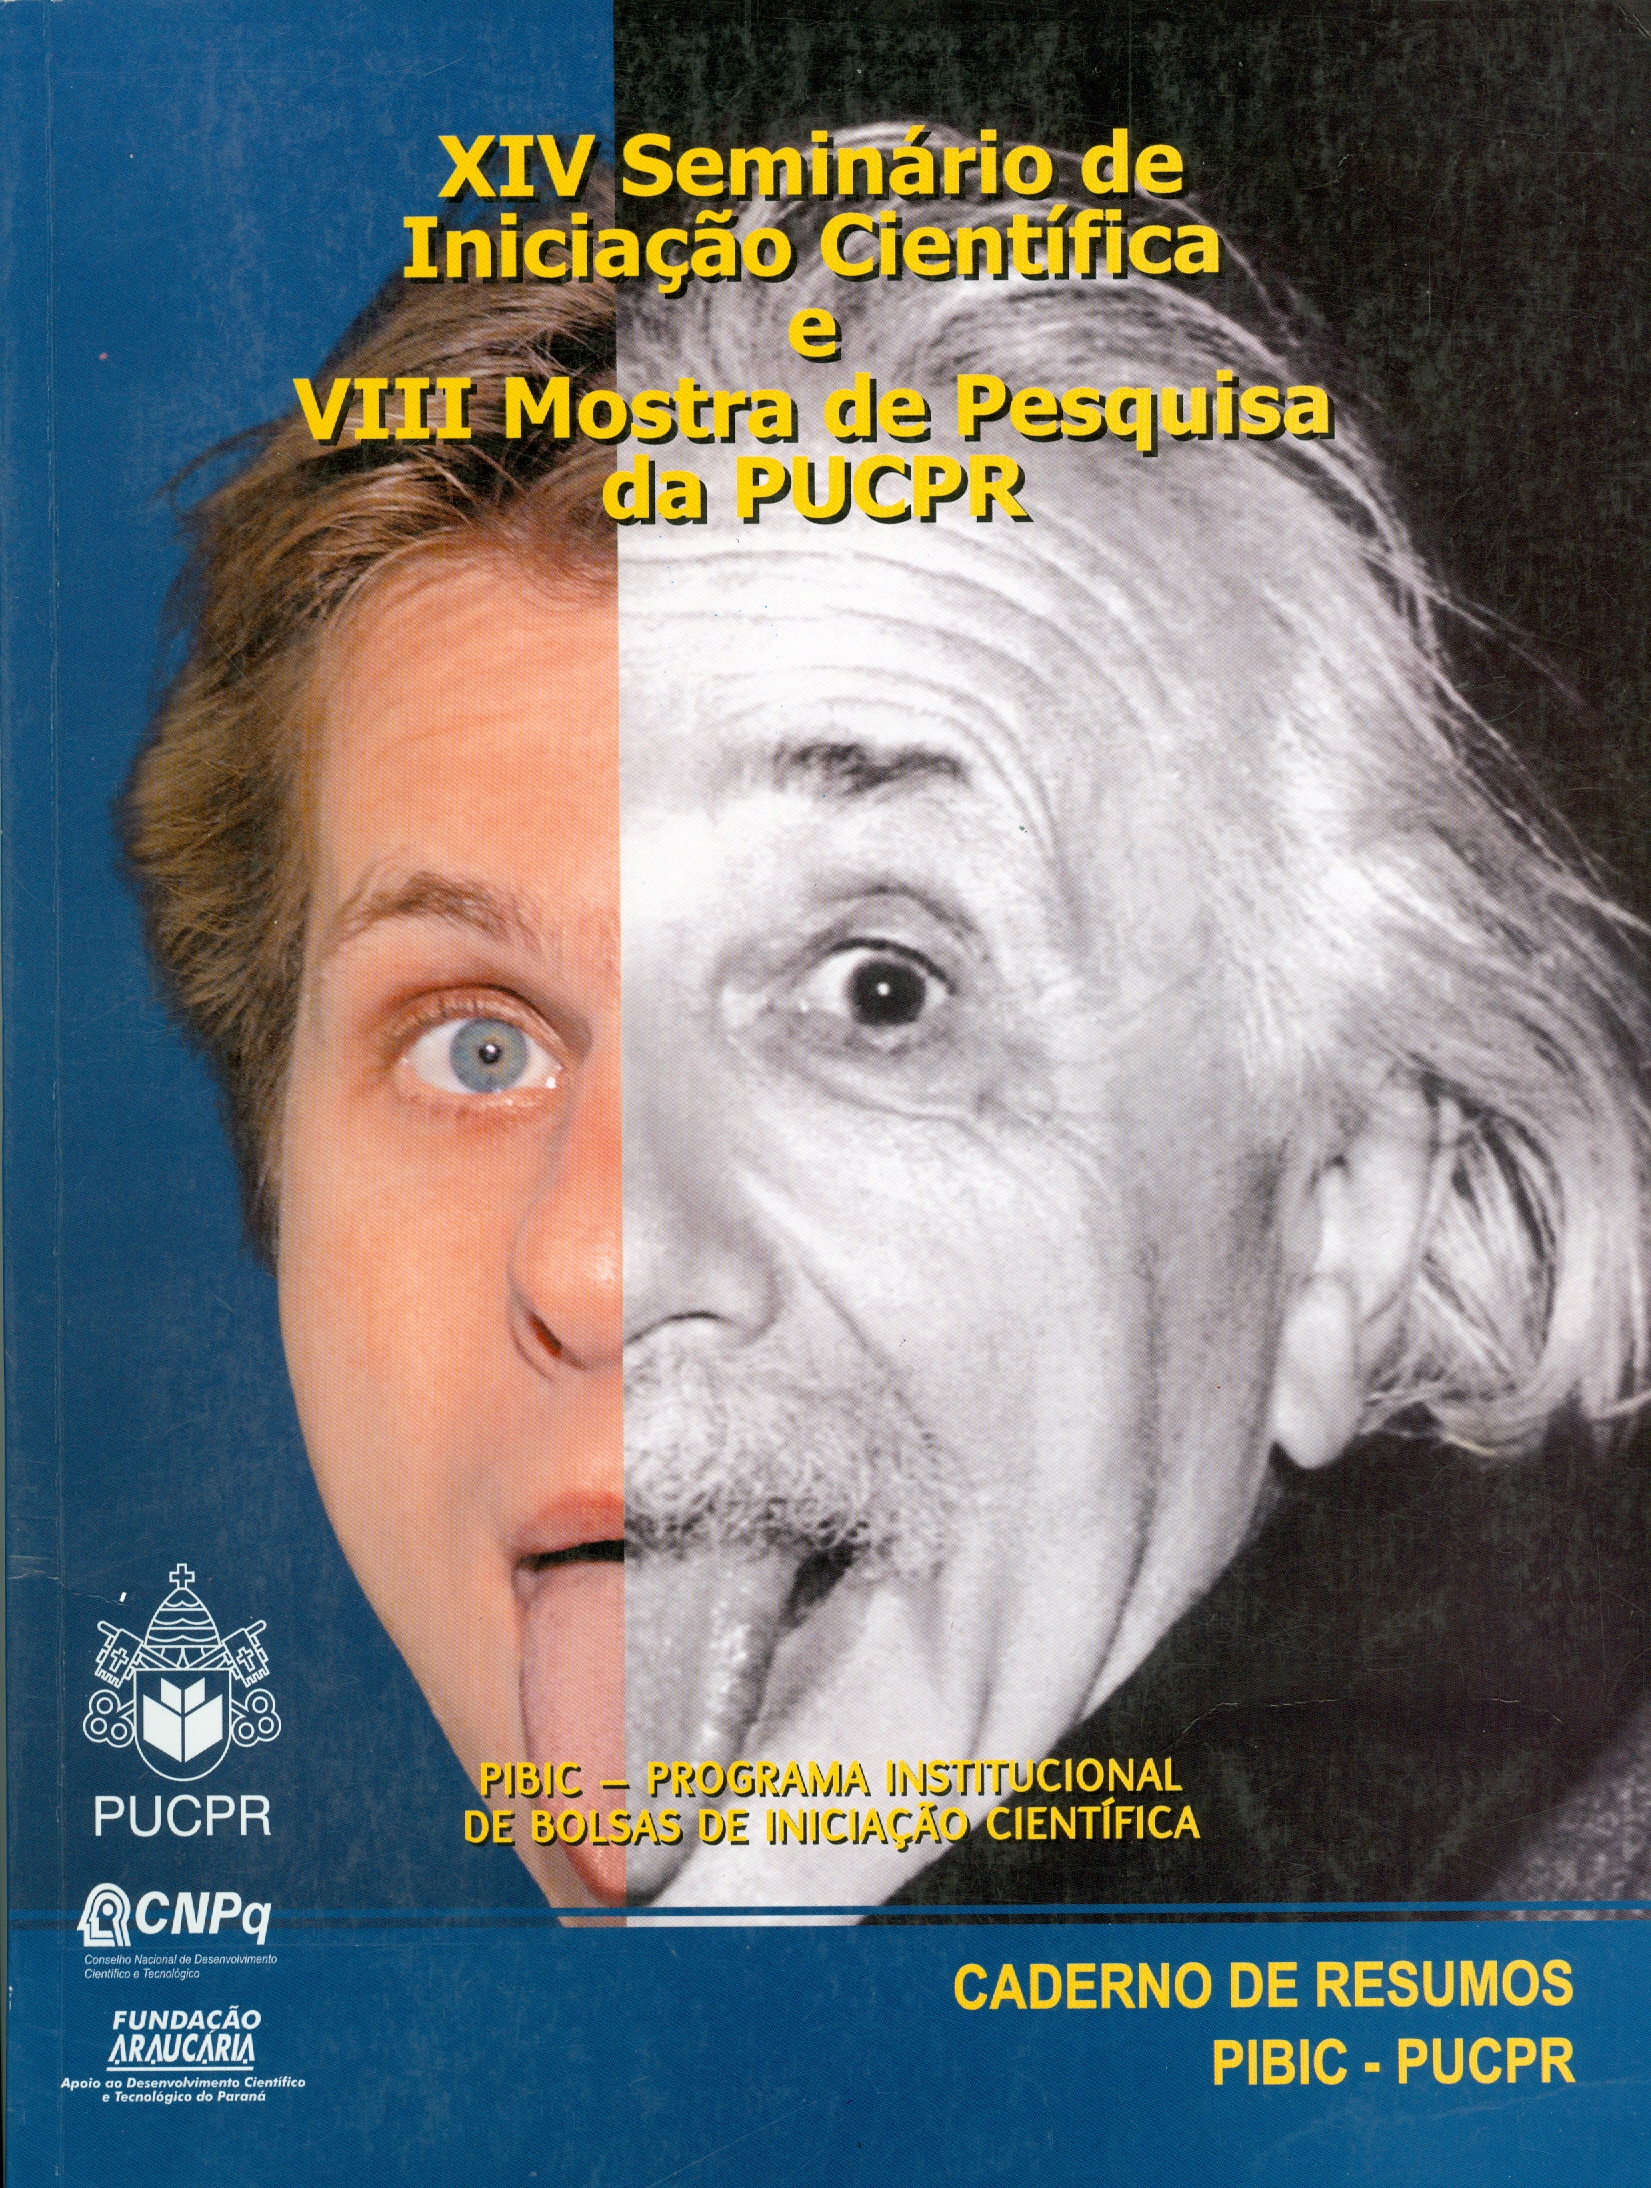 XIV Seminário de
Iniciação Científica
e
VIII Mostra de Pesquisa
da PUCPR
PUCPR
PIBIC – PROGRAMA INSTITUCIONAL
DE BOLSAS DE INICIAÇÃO CIENTÍFICA
CNPq
Conselho Nacional de Desenvolvimento
Científico e Tecnológico
FUNDAÇÃO
ARAUCÁRIA
Apoio ao Desenvolvimento Científico
e Tecnológico do Paraná
CADERNO DE RESUMOS
PIBIC - PUCPR